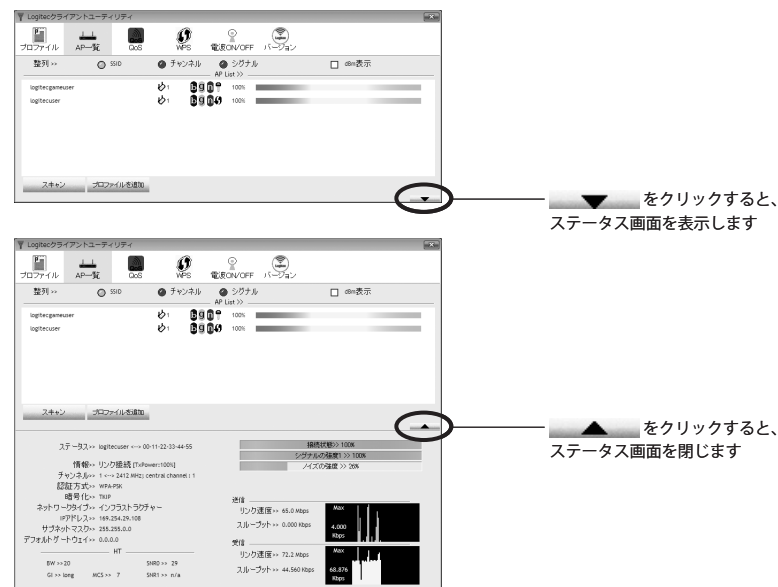 Logitecクライアントユーティリティ
プロファイル AP一覧 QoS WPS 電波ON/OFF バージョン
整列 >> SSID チャンネル シグナル dBm表示
AP List >>
logitecgameuser 1 b g n 100%
logitecuser 1 b g n 100%
スキャン プロファイルを追加
▼ をクリックすると、
ステータス画面を表示します
Logitecクライアントユーティリティ
プロファイル AP一覧 QoS WPS 電波ON/OFF バージョン
整列 >> SSID チャンネル シグナル dBm表示
AP List >>
logitecgameuser 1 b g n 100%
logitecuser 1 b g n 100%
スキャン プロファイルを追加
▲ をクリックすると、
ステータス画面を閉じます
ステータス >> logitecuser <--> 00-11-22-33-44-55
情報 >> リンク接続 [TxPower:100%]
チャンネル >> 1 <--> 2412 MHz; central channel : 1
認証方式 >> WPA-PSK
暗号化 >> TKIP
ネットワークタイプ >> インフラストラクチャー
IPアドレス >> 169.254.29.108
サブネットマスク >> 255.255.0.0
デフォルトゲートウェイ >> 0.0.0.0
HT
BW >> 20 SNR0 >> 29
GI >> long MCS >> 7 SNR1 >> n/a
接続状態 >> 100%
シグナルの強度1 >> 100%
ノイズの強度 >> 26%
送信
リンク速度 >> 65.0 Mbps
スループット >> 0.000 Kbps
Max
4.000
Kbps
受信
リンク速度 >> 72.2 Mbps
スループット >> 44.560 Kbps
Max
68.876
Kbps